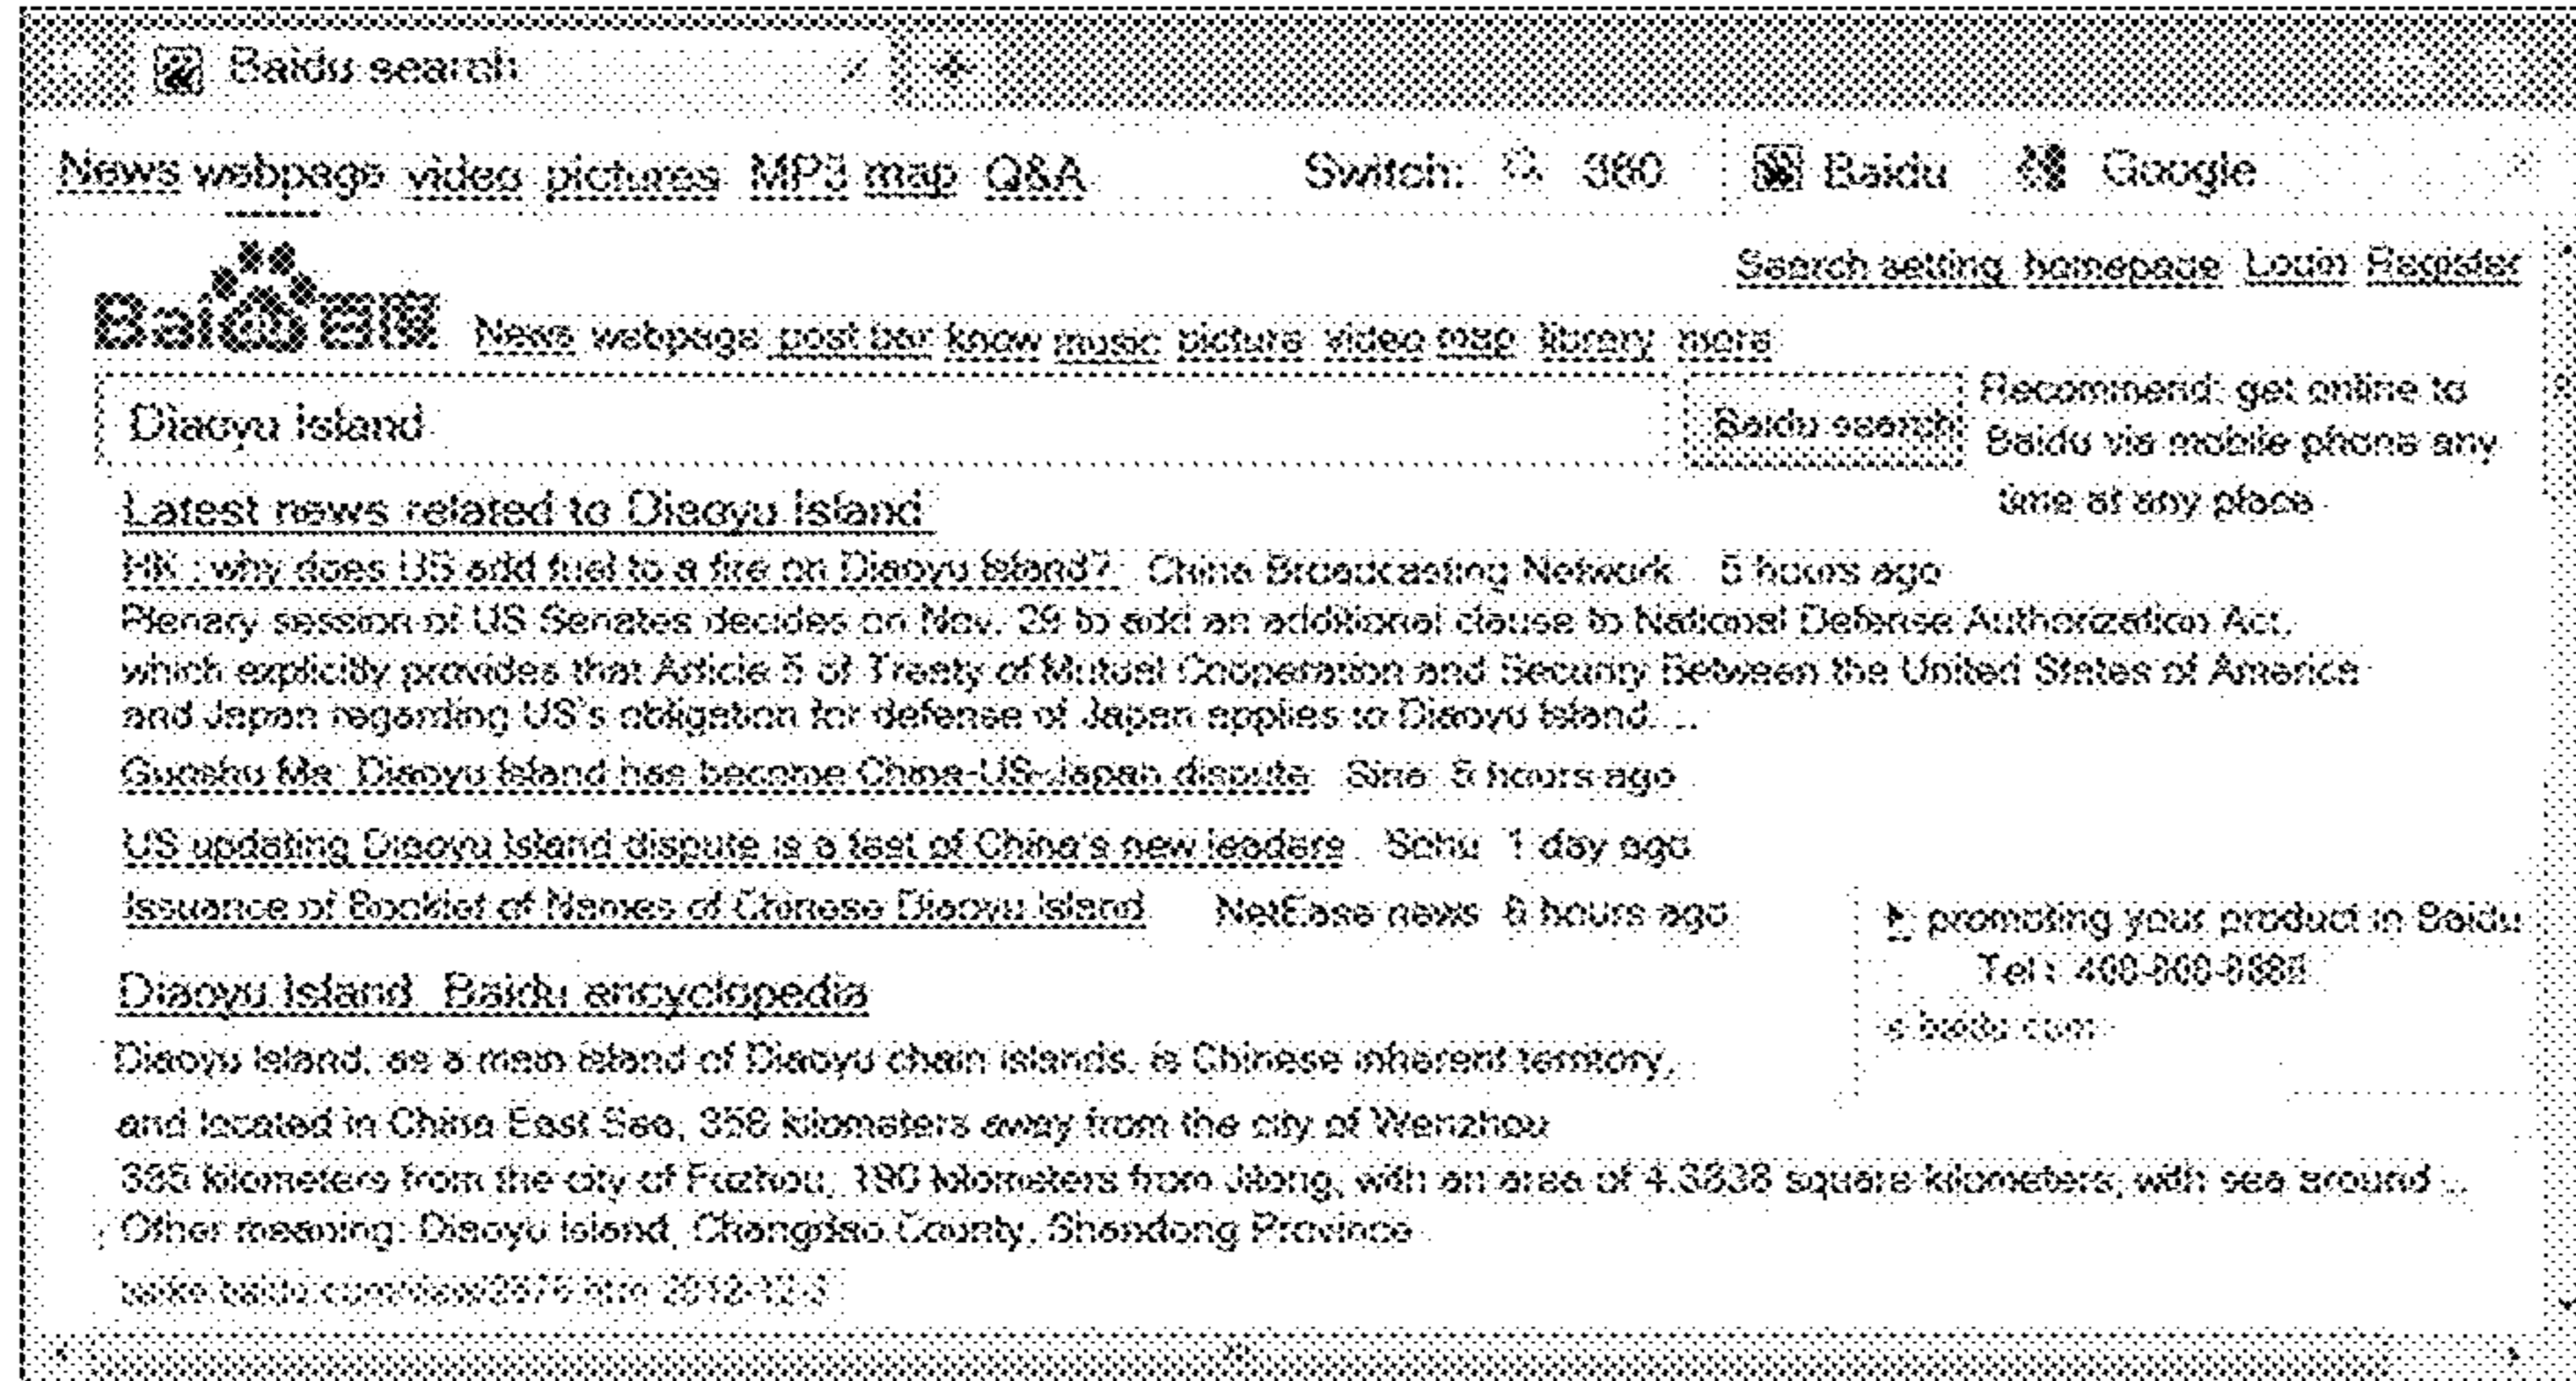 Baidu search
News webpage video pictures MP3 map Q&A Switch: 360 Baidu Google
Search setting homepage Login Register
Bai du 百度 News webpage post bar know music picture video map library more
Diaoyu Island Baidu search
Recommend: get online to
Baidu via mobile phone any
time at any place
Latest news related to Diaoyu Island
HK : why does US add fuel to a fire on Diaoyu Island? China Broadcasting Network 5 hours ago
Plenary session of US Senates decides on Nov. 29 to add an additional clause to National Defense Authorization Act,
which explicitly provides that Article 5 of Treaty of Mutual Cooperation and Security Between the United States of America
and Japan regarding US's obligation for defense of Japan applies to Diaoyu Island. ...
Guoshu Ma: Diaoyu Island has become China-US-Japan dispute Sina hours ago
US updating Diaoyu Island dispute is a test of China's new leaders Sohu 1 day ago
Issuance of Booklet of Names of Chinese Diaoyu Island NetEase news hours ago
promoting your product in Baidu
Tel :
e.baidu.com
Diaoyu Island Baidu encyclopedia
Diaoyu Island, as a main island of Diaoyu chain islands, is Chinese inherent territory,
and located in China East Sea, 358 kilometers away from the city of Wenzhou
385 kilometers from the city of Fuzhou, 190 kilometers from Jilong, with an area of 4.3838 square kilometers, with sea around ...
Other meaning: Diaoyu Island, Changdao County, Shandong Province